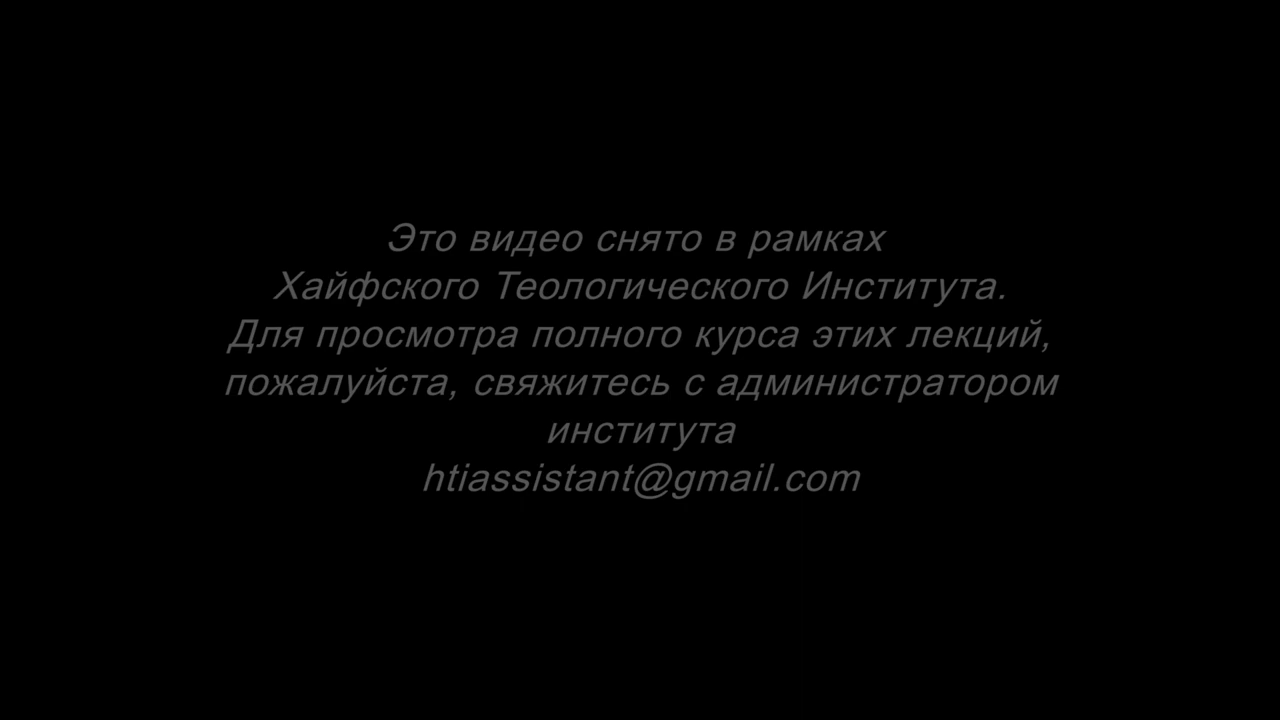 Это видео снято в рамках
Хайфского Теологического Института.
Для просмотра полного курса этих лекций,
пожалуйста, свяжитесь с администратором
института
htiassistant@gmail.com